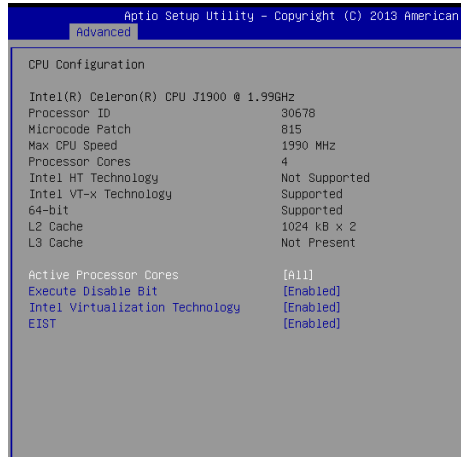 Aptio Setup Utility – Copyright (C) 2013 American
Advanced
CPU Configuration
Intel(R) Celeron(R) CPU J1900 @ 1.99GHz
Processor ID 30678
Microcode Patch 815
Max CPU Speed 1990 MHz
Processor Cores 4
Intel HT Technology Not Supported
Intel VT-x Technology Supported
64-bit Supported
L2 Cache 1024 kB x 2
L3 Cache Not Present
Active Processor Cores [All]
Execute Disable Bit [Enabled]
Intel Virtualization Technology [Enabled]
EIST [Enabled]